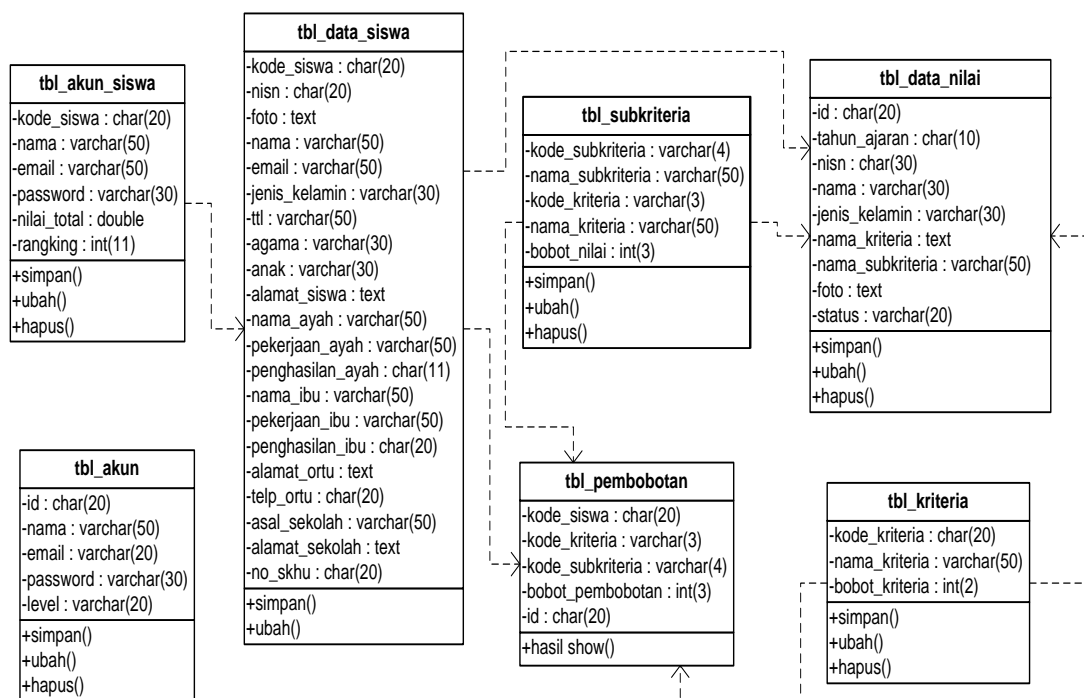 tbl_akun_siswa
-kode_siswa : char(20)
-nama : varchar(50)
-email : varchar(50)
-password : varchar(30)
-nilai_total : double
-rangking : int(11)
+simpan()
+ubah()
+hapus()
tbl_data_siswa
-kode_siswa : char(20)
-nisn : char(20)
-foto : text
-nama : varchar(50)
-email : varchar(50)
-jenis_kelamin : varchar(30)
-ttl : varchar(50)
-agama : varchar(30)
-anak : varchar(30)
-alamat_siswa : text
-nama_ayah : varchar(50)
-pekerjaan_ayah : varchar(50)
-penghasilan_ayah : char(11)
-nama_ibu : varchar(50)
-pekerjaan_ibu : varchar(50)
-penghasilan_ibu : char(20)
-alamat_ortu : text
-telp_ortu : char(20)
-asal_sekolah : varchar(50)
-alamat_sekolah : text
-no_skhu : char(20)
+simpan()
+ubah()
tbl_subkriteria
-kode_subkriteria : varchar(4)
-nama_subkriteria : varchar(50)
-kode_kriteria : varchar(3)
-nama_kriteria : varchar(50)
-bobot_nilai : int(3)
+simpan()
+ubah()
+hapus()
tbl_data_nilai
-id : char(20)
-tahun_ajaran : char(10)
-nisn : char(30)
-nama : varchar(30)
-jenis_kelamin : varchar(30)
-nama_kriteria : text
-nama_subkriteria : varchar(50)
-foto : text
-status : varchar(20)
+simpan()
+ubah()
+hapus()
tbl_akun
-id : char(20)
-nama : varchar(50)
-email : varchar(20)
-password : varchar(30)
-level : varchar(20)
+simpan()
+ubah()
+hapus()
tbl_pembobotan
-kode_siswa : char(20)
-kode_kriteria : varchar(3)
-kode_subkriteria : varchar(4)
-bobot_pembobotan : int(3)
-id : char(20)
+hasil show()
tbl_kriteria
-kode_kriteria : char(20)
-nama_kriteria : varchar(50)
-bobot_kriteria : int(2)
+simpan()
+ubah()
+hapus()